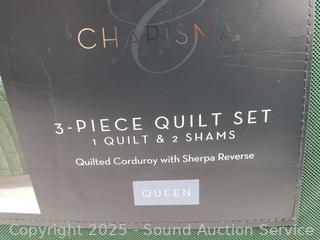 CHARISMA
3-PIECE QUILT SET
1 QUILT & 2 SHAMS
Quilted Corduroy with Sherpa Reverse
QUEEN
Copyright 2025 - Sound Auction Service